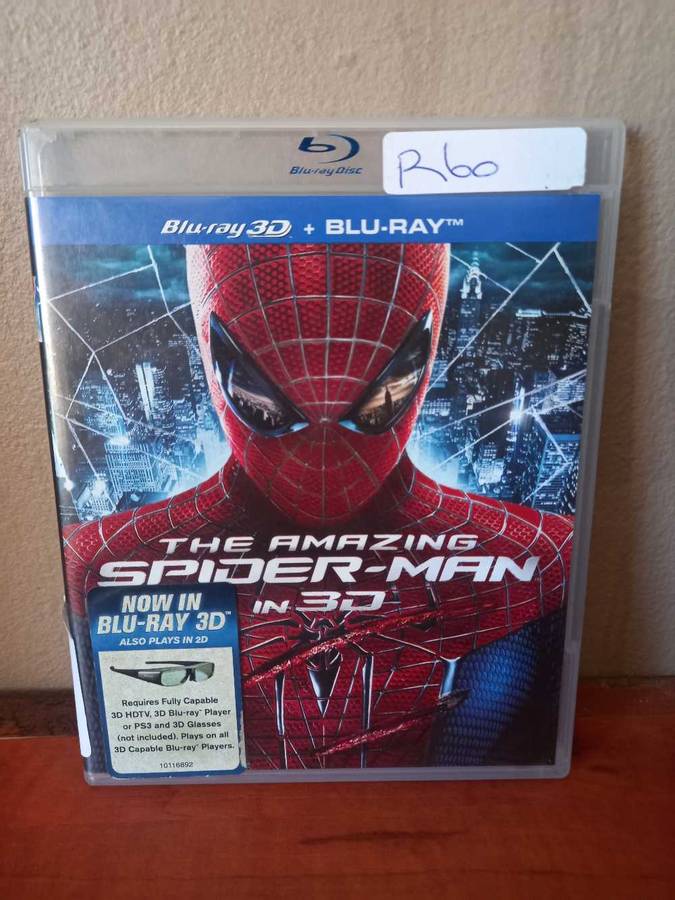 Blu-ray Disc
R60
Blu-ray 3D + BLU-RAY™
THE AMAZING
SPIDER-MAN
IN 3D
NOW IN
BLU-RAY 3D™
ALSO PLAYS IN 2D
Requires Fully Capable
3D HDTV, 3D Blu-ray™ Player
or PS3 and 3D Glasses
(not included). Plays on all
3D Capable Blu-ray™ Players.
10116892